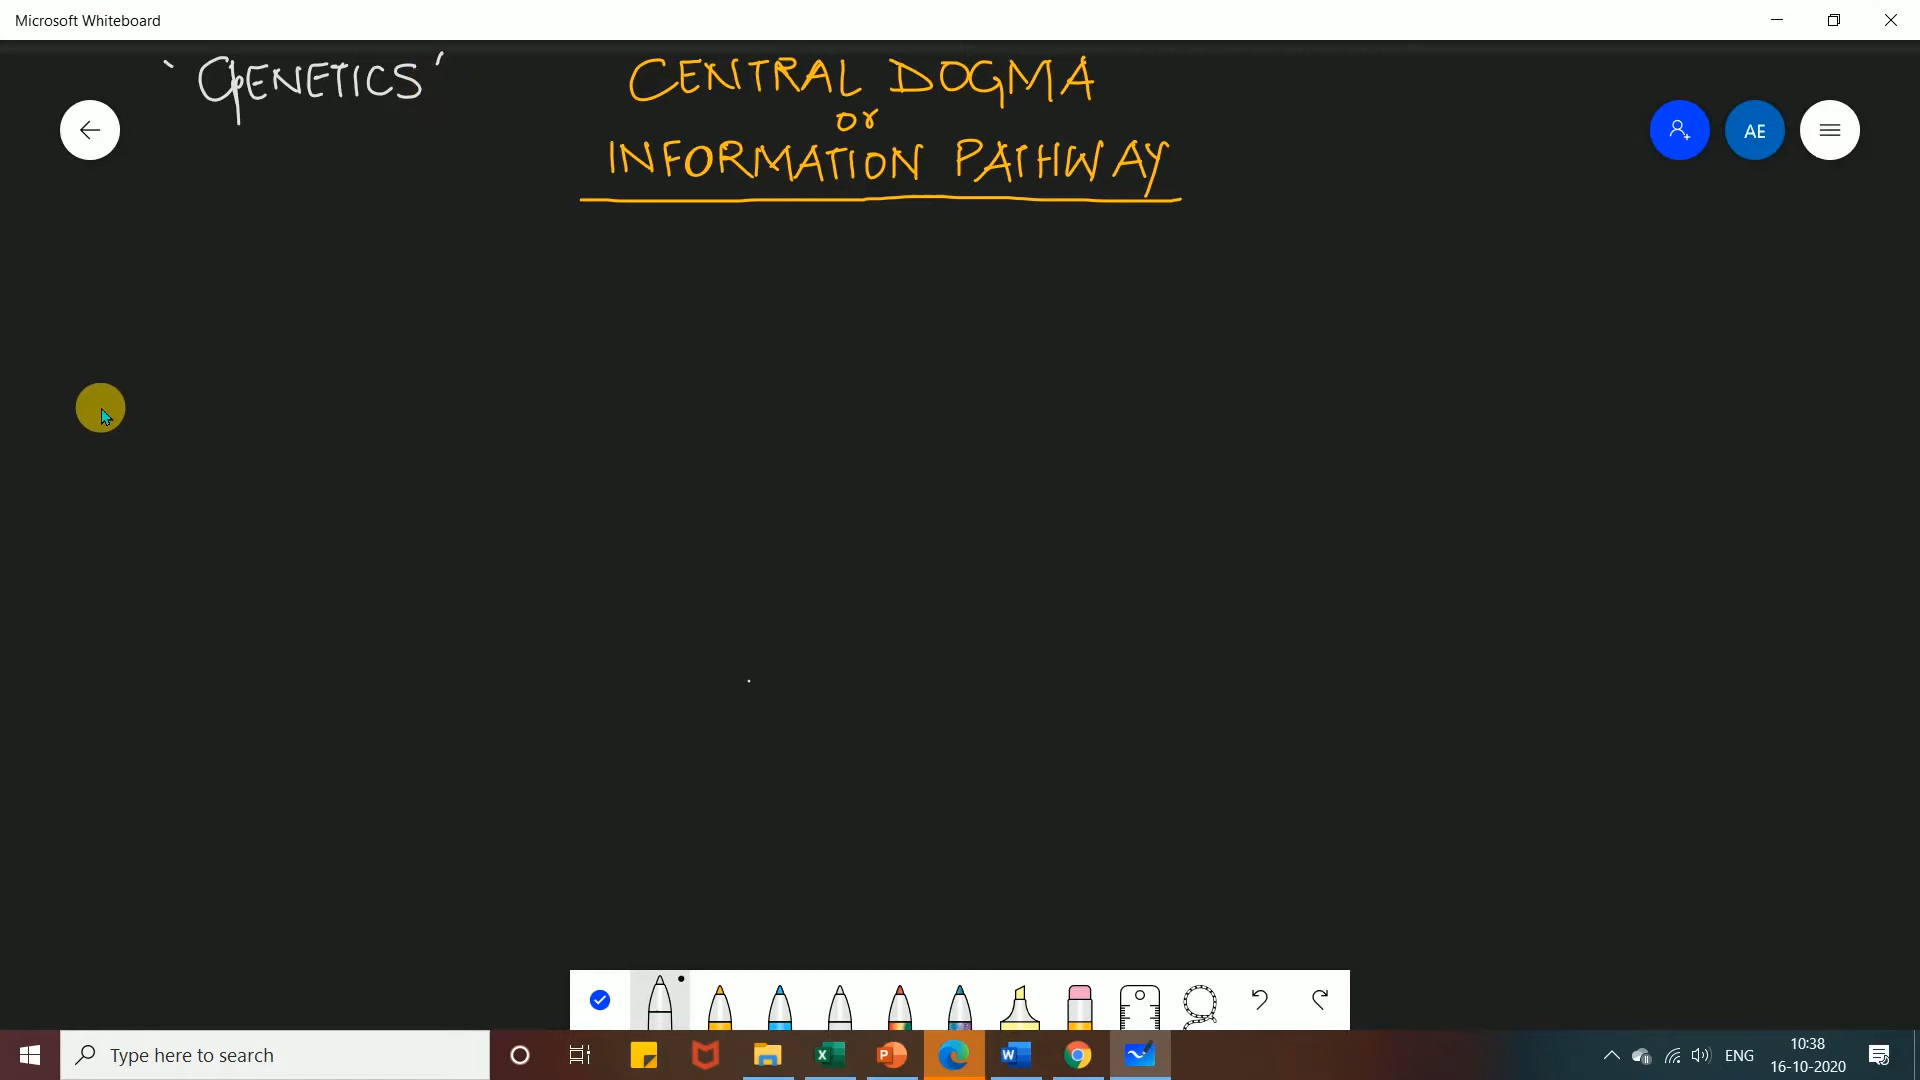 Microsoft Whiteboard
‘GENETICS’
CENTRAL DOGMA
or
INFORMATION PATHWAY
AE
Type here to search
ENG
10:38
16-10-2020